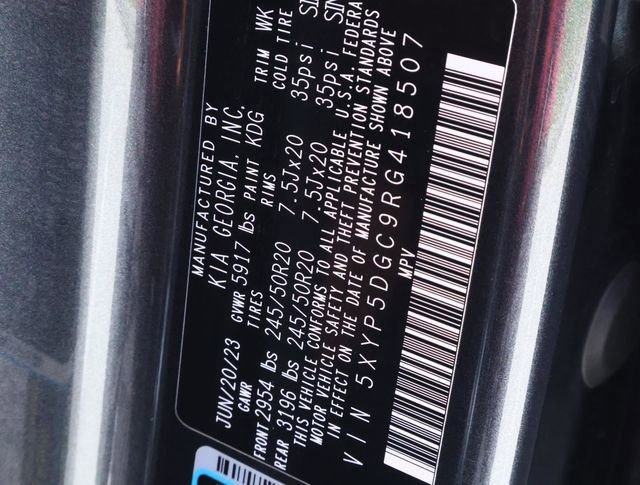 MANUFACTURED BY
KIA GEORGIA, INC.
JUN/20/23 GVWR 5917 lbs PAINT KDG TRIM WK
GAWR TIRES RIMS COLD TIRE
FRONT 2954 lbs 245/50R20 7.5Jx20 35psi
REAR 3196 lbs 245/50R20 7.5Jx20 35psi
THIS VEHICLE CONFORMS TO ALL APPLICABLE U.S.A. FEDERA
MOTOR VEHICLE SAFETY AND THEFT PREVENTION STANDARDS
IN EFFECT ON THE DATE OF MANUFACTURE SHOWN ABOVE
VIN 5XYP5DGC9RG418507
MPV